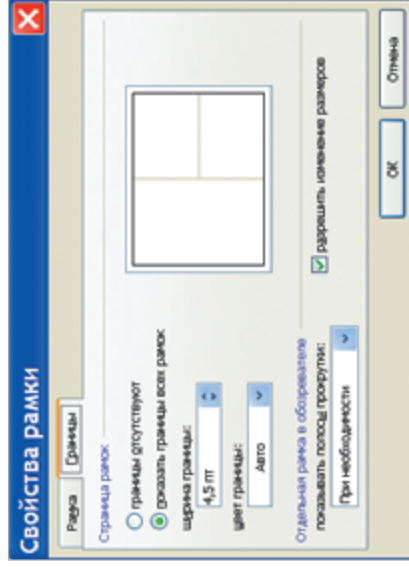 Свойства рамки
Рамка Границы
Страница рамок
границы отсутствуют
показать границы всех рамок
ширина границы:
4,5 пт
цвет границы:
Авто
Отдельная рамка в обозревателе
показывать полосы прокрутки:
При необходимости
разрешить изменение размеров
ОК Отмена